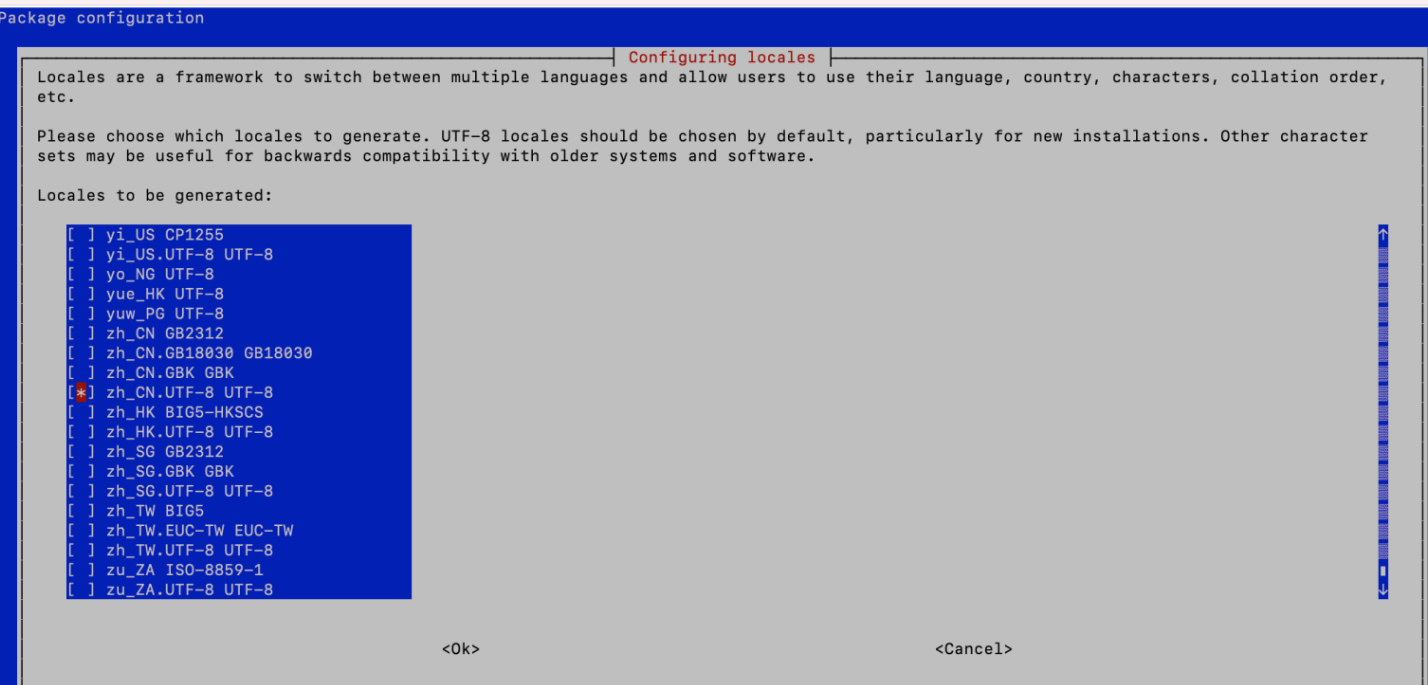 Package configuration
Configuring locales
Locales are a framework to switch between multiple languages and allow users to use their language, country, characters, collation order,
etc.
Please choose which locales to generate. UTF-8 locales should be chosen by default, particularly for new installations. Other character
sets may be useful for backwards compatibility with older systems and software.
Locales to be generated:
[ ] yi_US CP1255
[ ] yi_US.UTF-8 UTF-8
[ ] yo_NG UTF-8
[ ] yue_HK UTF-8
[ ] yuw_PG UTF-8
[ ] zh_CN GB2312
[ ] zh_CN.GB18030 GB18030
[ ] zh_CN.GBK GBK
[*] zh_CN.UTF-8 UTF-8
[ ] zh_HK BIG5-HKSCS
[ ] zh_HK.UTF-8 UTF-8
[ ] zh_SG GB2312
[ ] zh_SG.GBK GBK
[ ] zh_SG.UTF-8 UTF-8
[ ] zh_TW BIG5
[ ] zh_TW.EUC-TW EUC-TW
[ ] zh_TW.UTF-8 UTF-8
[ ] zu_ZA ISO-8859-1
[ ] zu_ZA.UTF-8 UTF-8
<Ok> <Cancel>